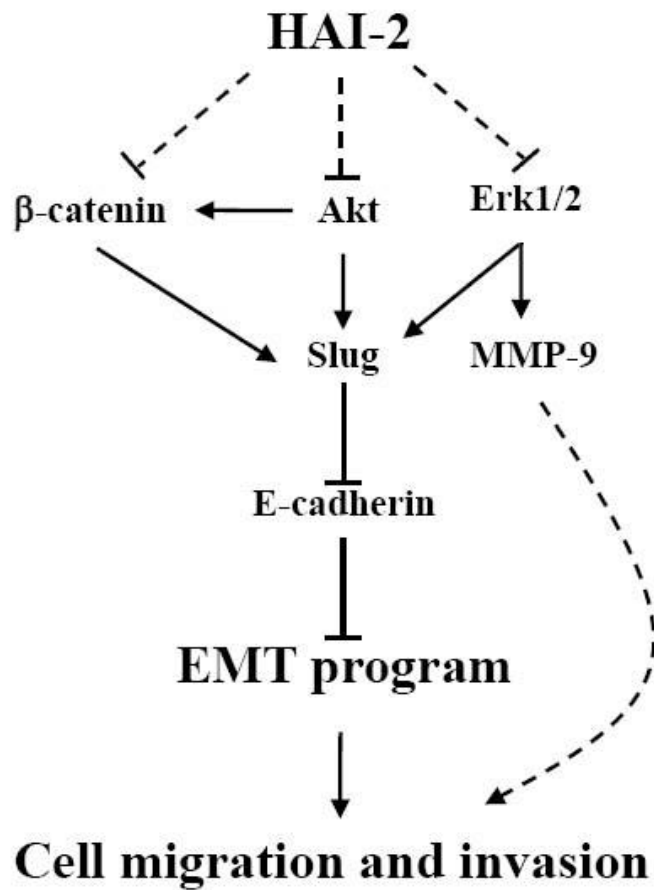 HAI-2
β-catenin
Akt
Erk1/2
Slug
MMP-9
E-cadherin
EMT program
Cell migration and invasion